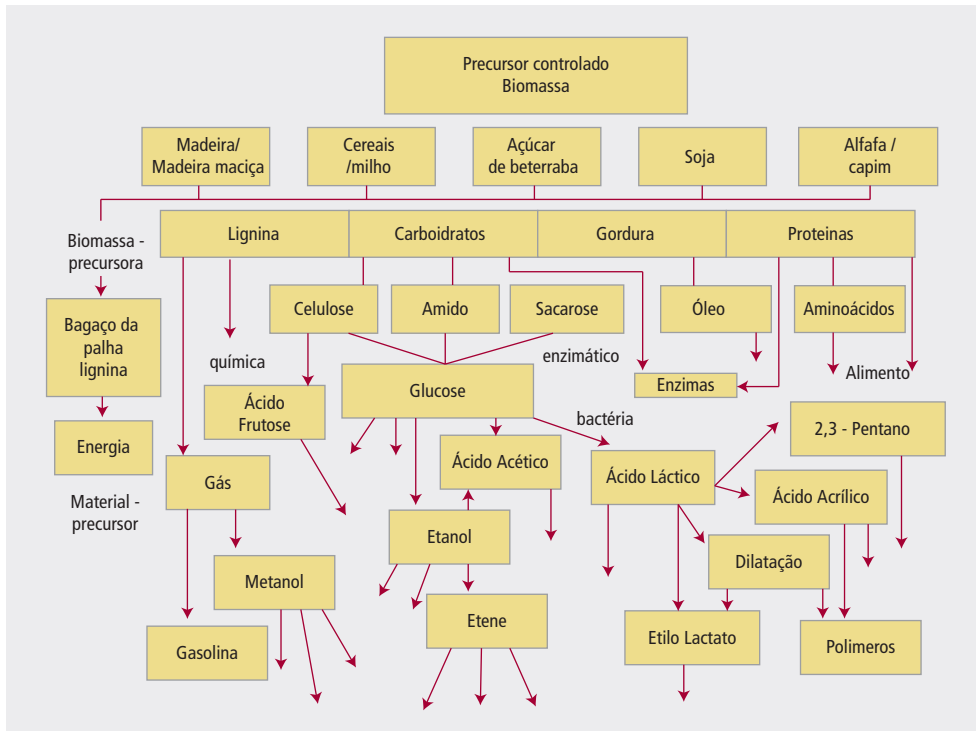 Precursor controlado
Biomassa
Madeira/
Madeira maciça
Cereais
/milho
Açúcar
de beterraba
Soja
Alfafa /
capim
Biomassa -
precursora
Lignina
Carboidratos
Gordura
Proteinas
Bagaço da
palha
lignina
Celulose
Amido
Sacarose
Óleo
Aminoácidos
química
enzimático
Alimento
Ácido
Frutose
Glucose
Enzimas
bactéria
2,3 - Pentano
Energia
Gás
Ácido Acético
Ácido Láctico
Ácido Acrílico
Material -
precursor
Etanol
Dilatação
Metanol
Etene
Etilo Lactato
Polimeros
Gasolina